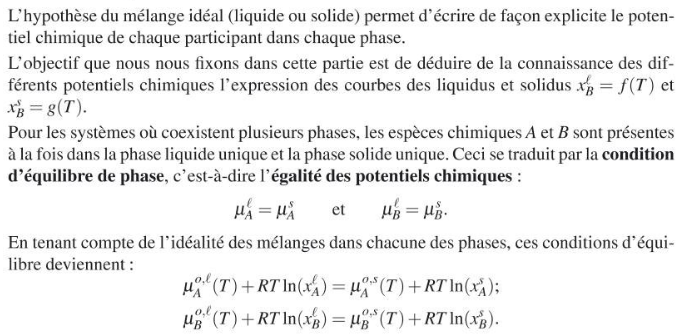 L'hypothèse du mélange idéal (liquide ou solide) permet d'écrire de façon explicite le poten-
tiel chimique de chaque participant dans chaque phase.
L'objectif que nous nous fixons dans cette partie est de déduire de la connaissance des dif-
férents potentiels chimiques l'expression des courbes des liquidus et solidus $x_B^\ell = f(T)$ et
$x_B^s = g(T)$.
Pour les systèmes où coexistent plusieurs phases, les espèces chimiques $A$ et $B$ sont présentes
à la fois dans la phase liquide unique et la phase solide unique. Ceci se traduit par la condition
d'équilibre de phase, c'est-à-dire l'égalité des potentiels chimiques :
$\mu_A^\ell = \mu_A^s$ et $\mu_B^\ell = \mu_B^s$.
En tenant compte de l'idéalité des mélanges dans chacune des phases, ces conditions d'équi-
libre deviennent :
$\mu_A^{o,\ell}(T) + RT\ln(x_A^\ell) = \mu_A^{o,s}(T) + RT\ln(x_A^s)$;
$\mu_B^{o,\ell}(T) + RT\ln(x_B^\ell) = \mu_B^{o,s}(T) + RT\ln(x_B^s)$.